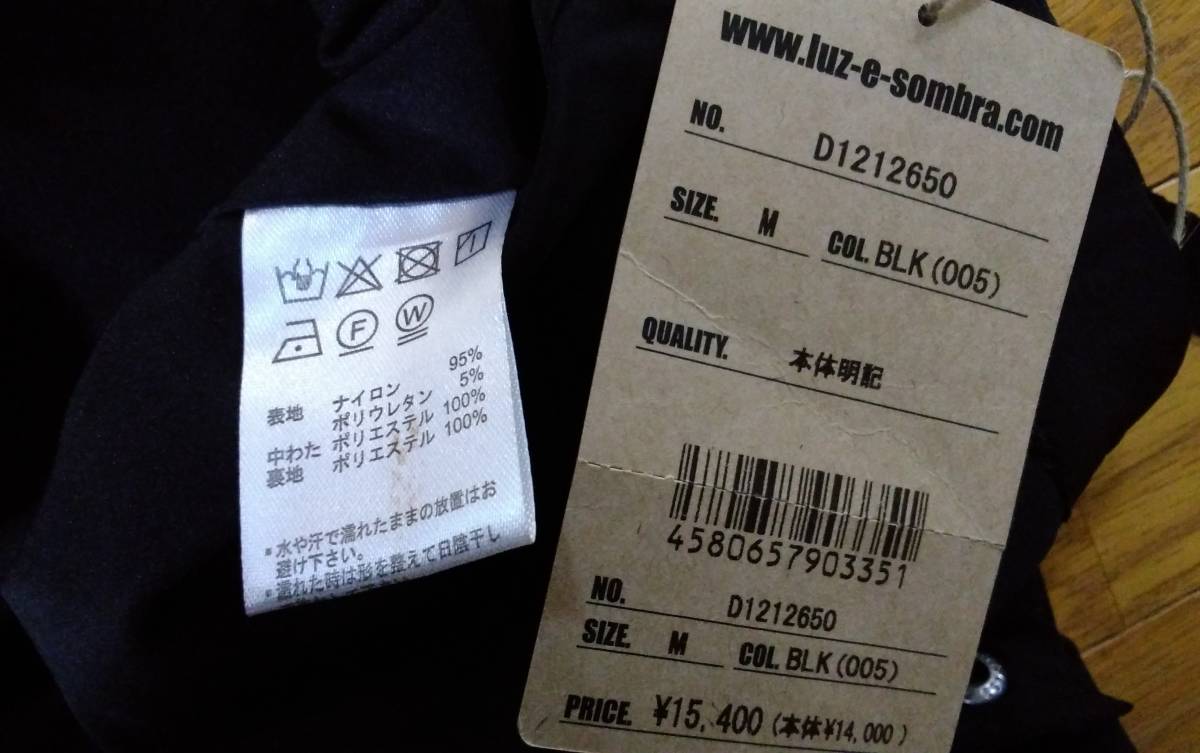 F W
表地 ナイロン 95%
ポリウレタン 5%
中わた ポリエステル 100%
裏地 ポリエステル 100%
*水や汗で濡れたままの放置はお
避け下さい。
*濡れた時は形を整えて日陰干し
www.luz-e-sombra.com
NO. D1212650
SIZE. M COL. BLK(005)
QUALITY. 本体明記
4580657903351
NO. D1212650
SIZE. M COL. BLK(005)
PRICE. ¥15,400 (本体¥14,000)